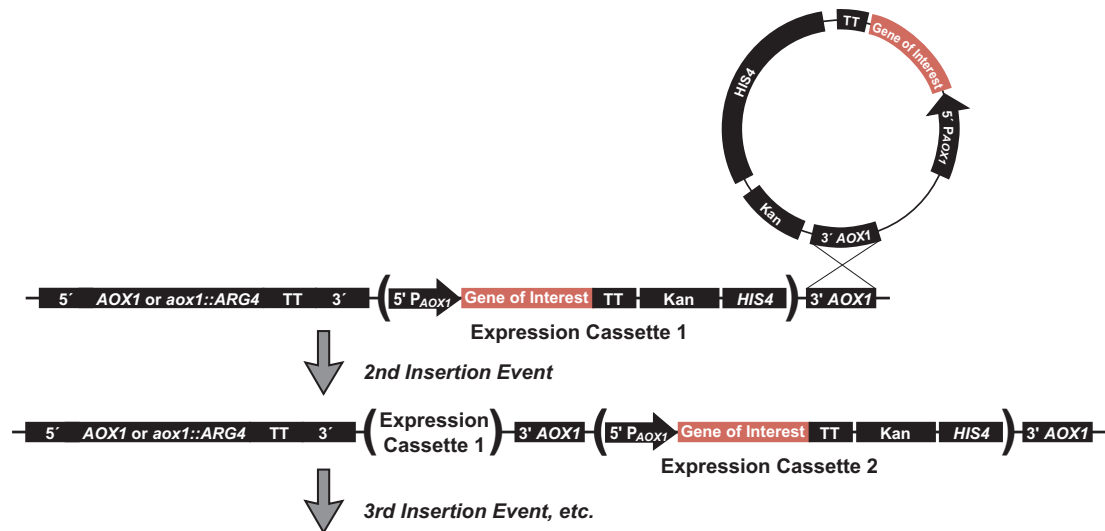 TT
Gene of Interest
HIS4
5´ PAOX1
Kan
3´ AOX1
5´ AOX1 or aox1::ARG4 TT 3´ ( 5' PAOX1 Gene of Interest TT Kan HIS4 ) 3' AOX1
Expression Cassette 1
2nd Insertion Event
5´ AOX1 or aox1::ARG4 TT 3´ ( Expression Cassette 1 ) 3' AOX1 ( 5' PAOX1 Gene of Interest TT Kan HIS4 ) 3' AOX1
Expression Cassette 2
3rd Insertion Event, etc.